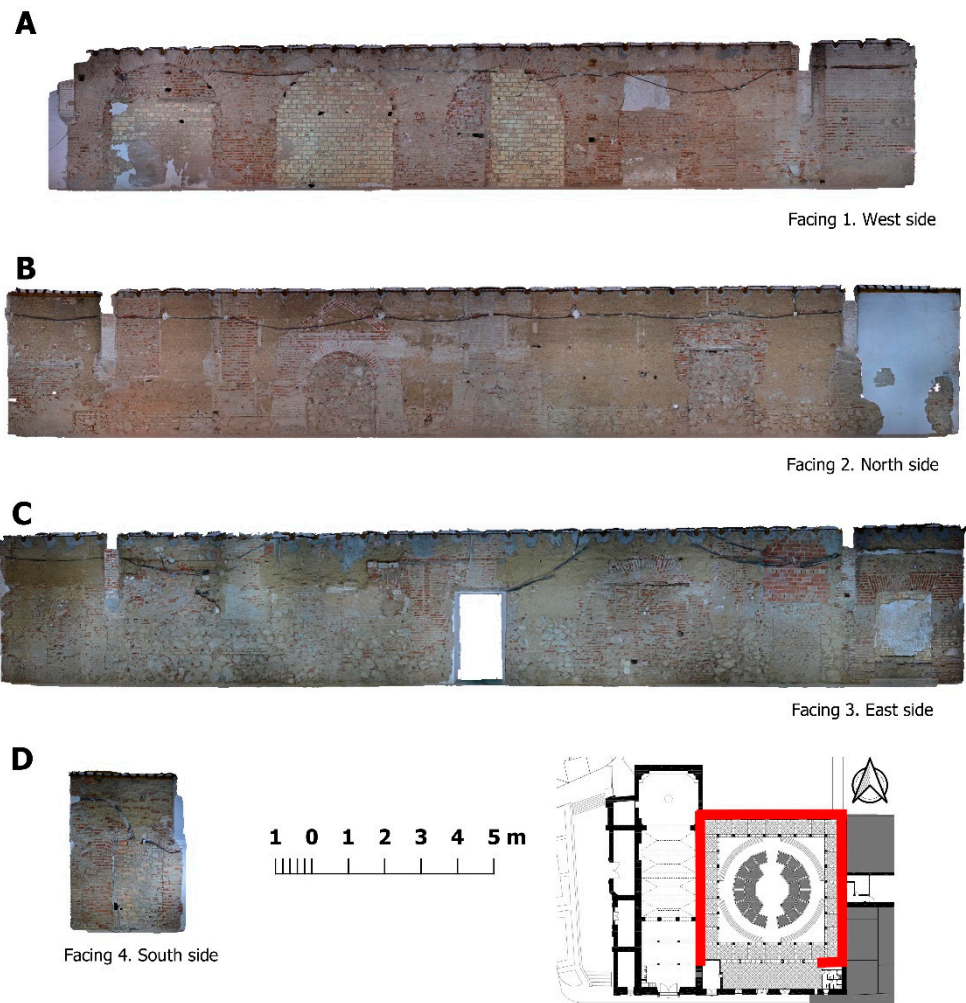 A
Facing 1. West side
B
Facing 2. North side
C
Facing 3. East side
D
1 0 1 2 3 4 5 m
Facing 4. South side